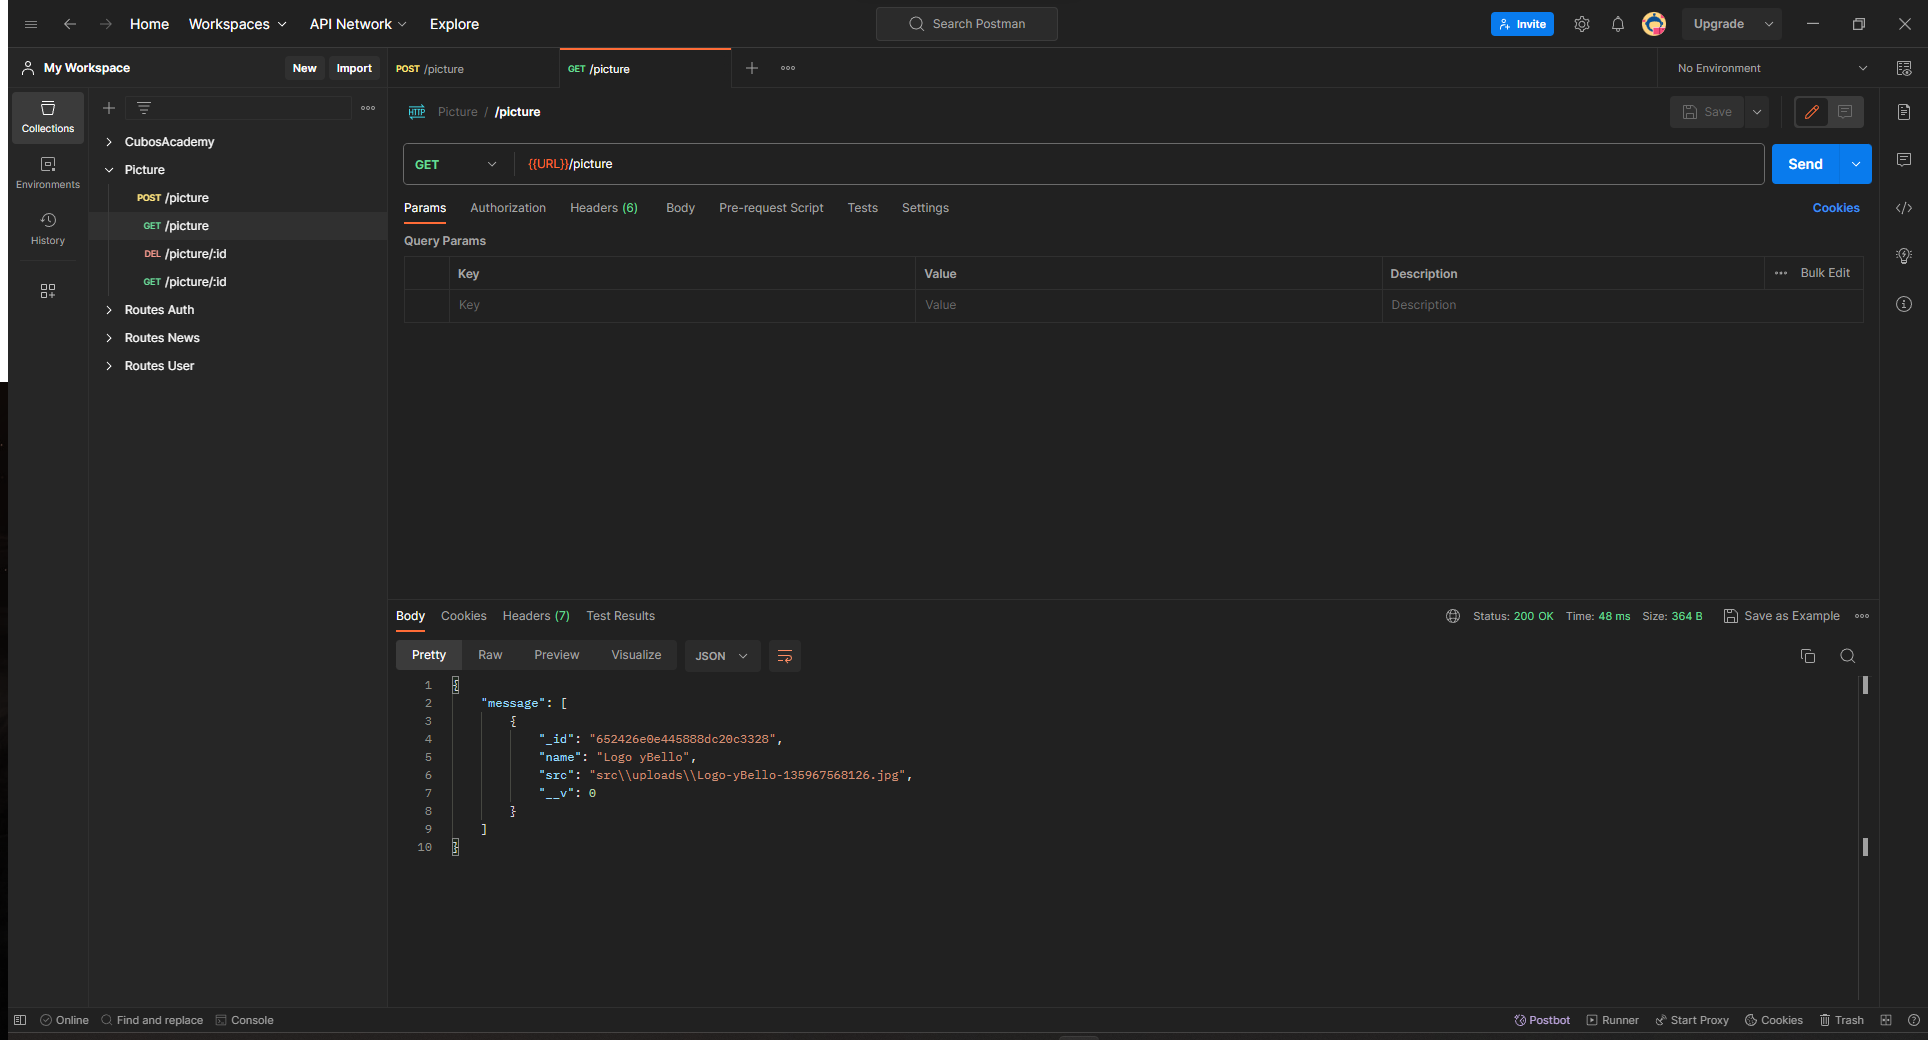 Home Workspaces API Network Explore Search Postman Invite Upgrade
My Workspace New Import POST /picture GET /picture No Environment
Collections
Environments
History
CubosAcademy
Picture
POST /picture
GET /picture
DEL /picture/:id
GET /picture/:id
Routes Auth
Routes News
Routes User
HTTP Picture / /picture Save
GET {{URL}}/picture Send
Params Authorization Headers (6) Body Pre-request Script Tests Settings Cookies
Query Params
Key Value Description Bulk Edit
Key Value Description
Body Cookies Headers (7) Test Results Status: 200 OK Time: 48 ms Size: 364 B Save as Example
Pretty Raw Preview Visualize JSON
1 {
2 "message": [
3 {
4 "_id": "652426e0e445888dc20c3328",
5 "name": "Logo yBello",
6 "src": "src\\uploads\\Logo-yBello-135967568126.jpg",
7 "__v": 0
8 }
9 ]
10 }
Online Find and replace Console Postbot Runner Start Proxy Cookies Trash